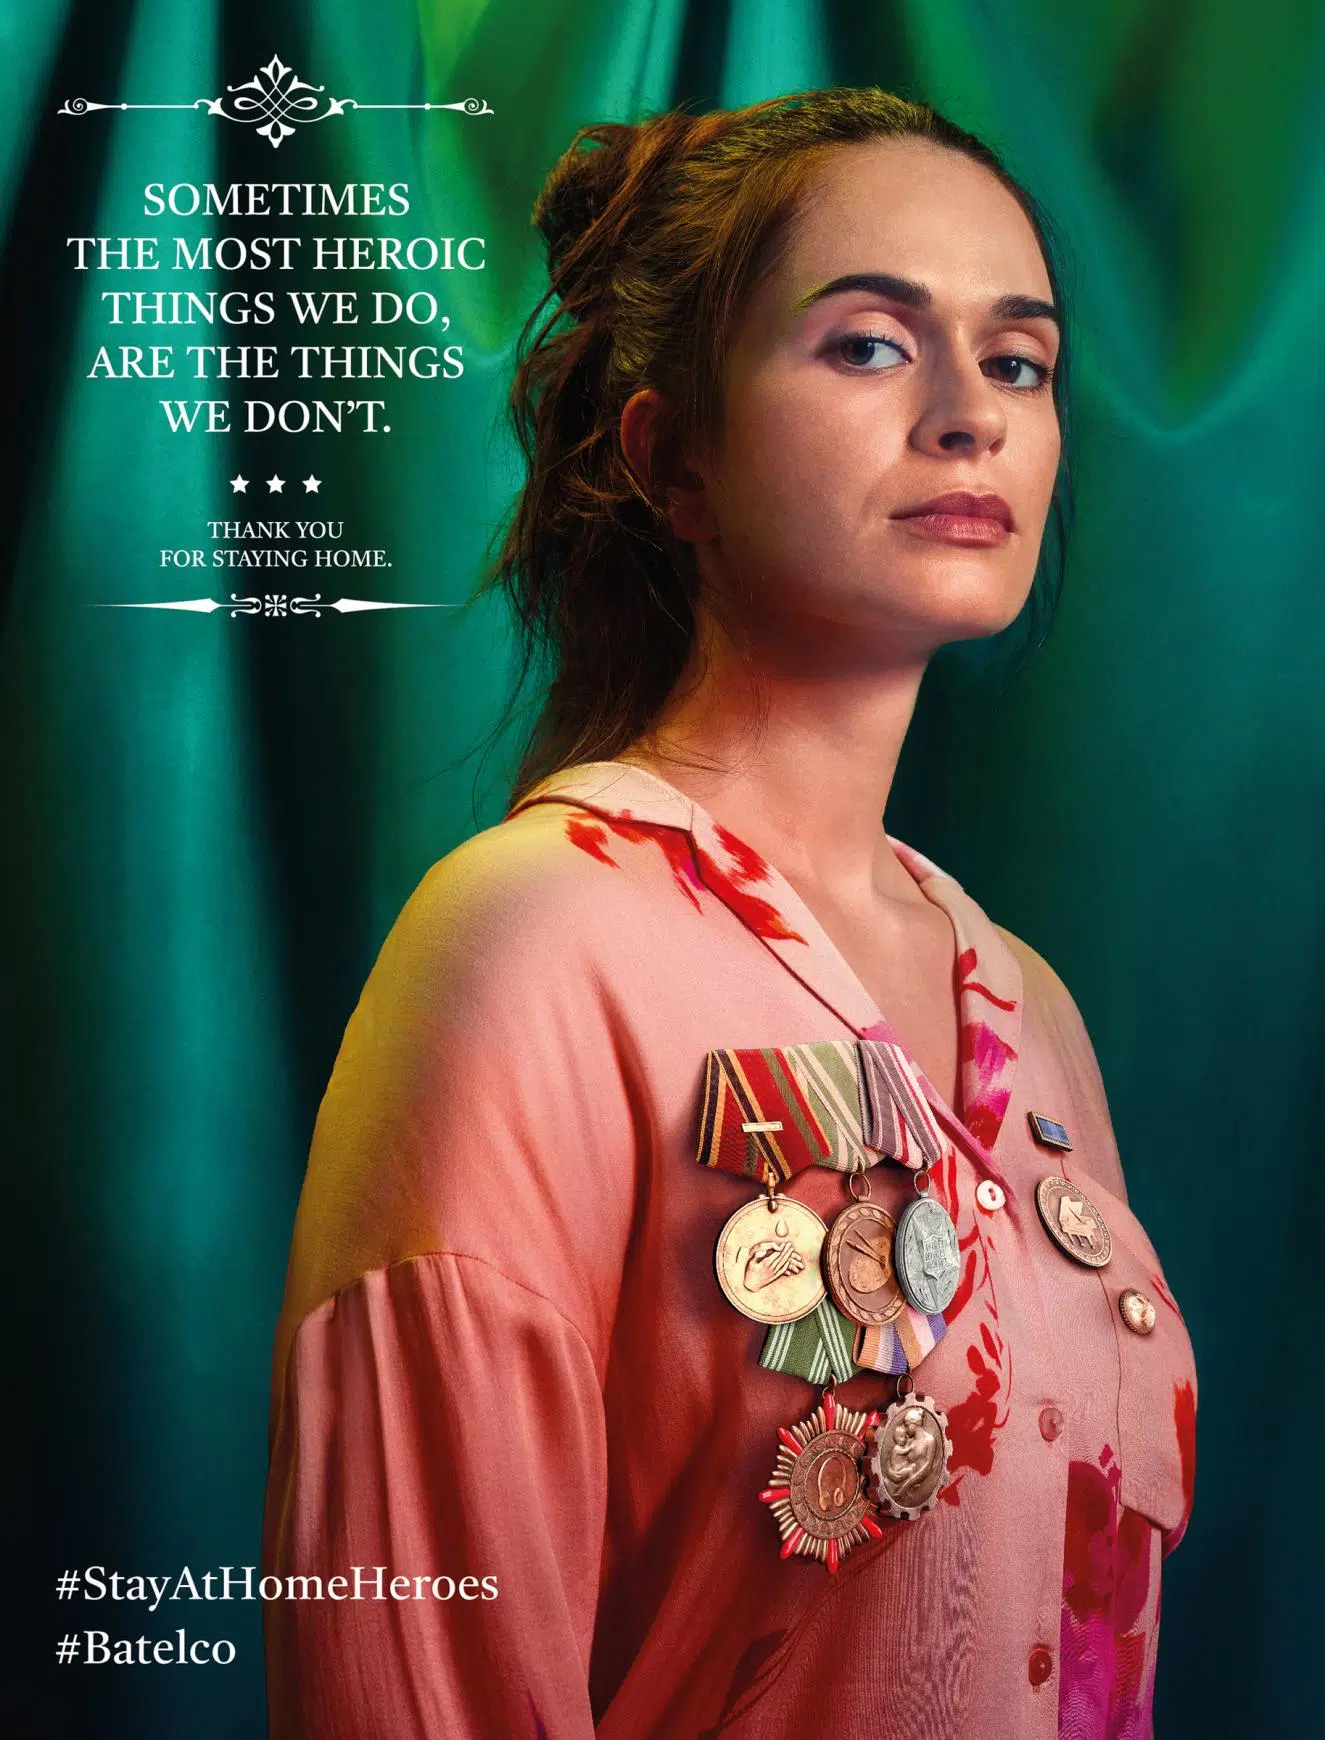 SOMETIMES
THE MOST HEROIC
THINGS WE DO,
ARE THE THINGS
WE DON'T.
THANK YOU
FOR STAYING HOME.
#StayAtHomeHeroes
#Batelco